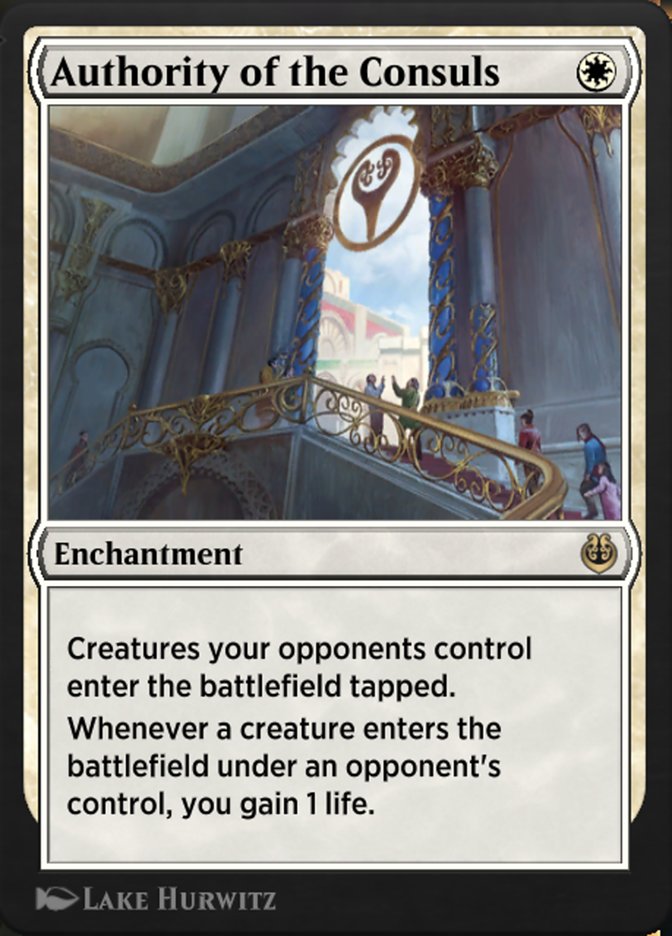 Authority of the Consuls
Enchantment
Creatures your opponents control
enter the battlefield tapped.
Whenever a creature enters the
battlefield under an opponent's
control, you gain 1 life.
Lake Hurwitz